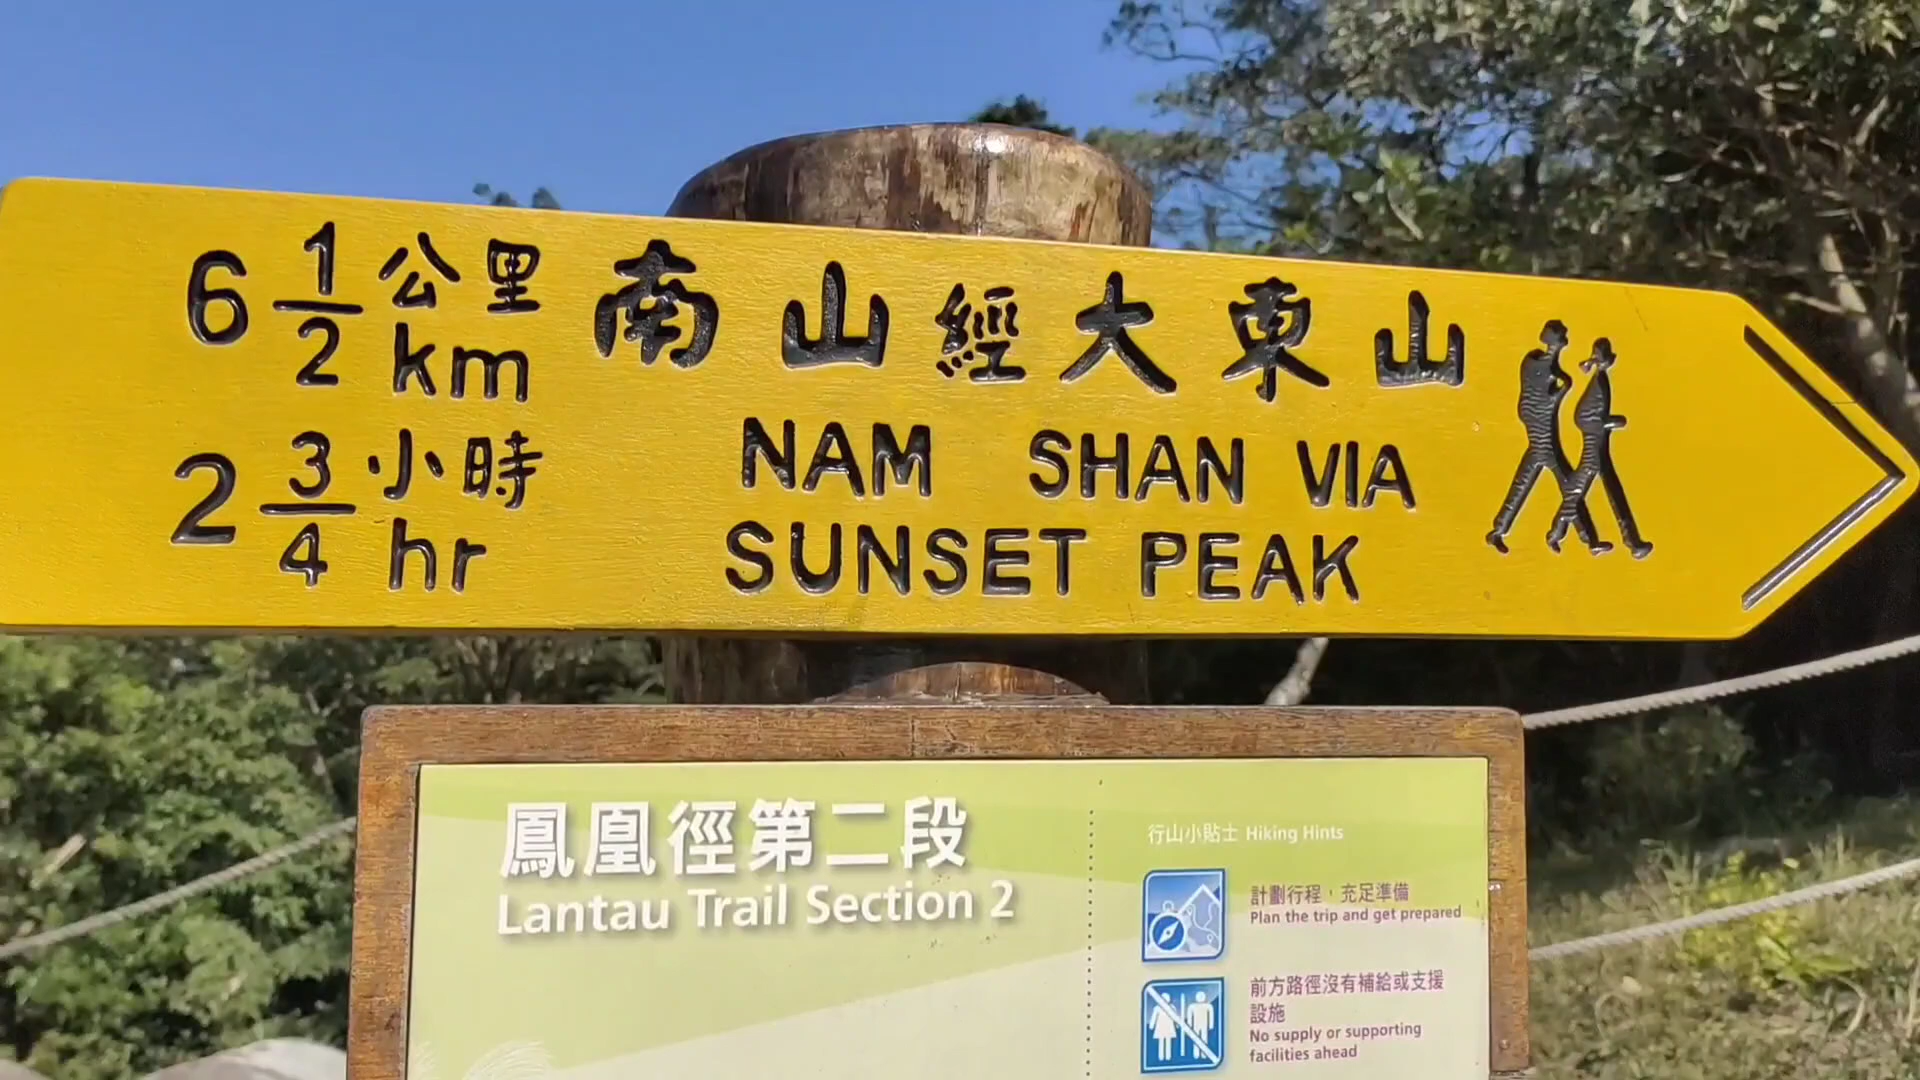 6 1/2 公里 km
2 3/4 小時 hr
南山經大東山
NAM SHAN VIA
SUNSET PEAK
鳳凰徑第二段
Lantau Trail Section 2
行山小貼士 Hiking Hints
計劃行程，充足準備
Plan the trip and get prepared
前方路徑沒有補給或支援
設施
No supply or supporting
facilities ahead